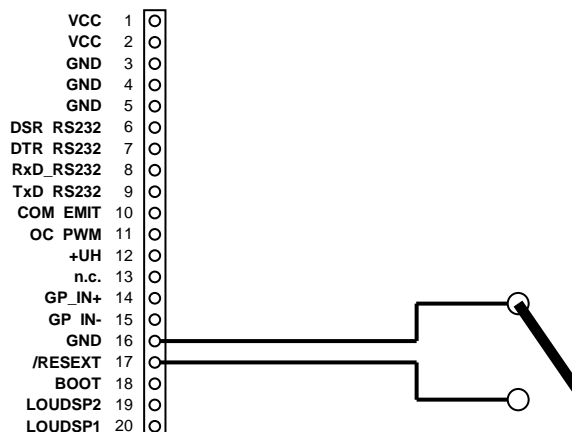 VCC 1
VCC 2
GND 3
GND 4
GND 5
DSR RS232 6
DTR RS232 7
RxD_RS232 8
TxD RS232 9
COM EMIT 10
OC PWM 11
+UH 12
n.c. 13
GP_IN+ 14
GP IN- 15
GND 16
/RESEXT 17
BOOT 18
LOUDSP2 19
LOUDSP1 20